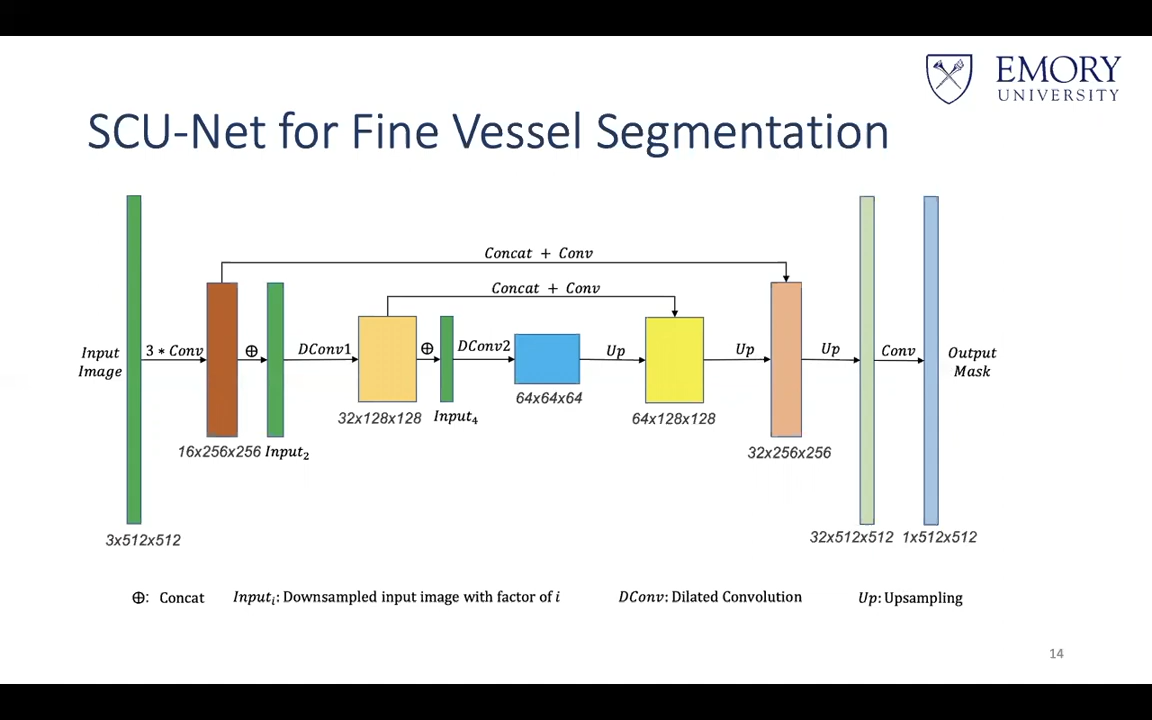 EMORY
UNIVERSITY
SCU-Net for Fine Vessel Segmentation
Concat + Conv
Concat + Conv
Input
Image
3 * Conv
⊕
DConv1
⊕
DConv2
Up
Up
Up
Conv
Output
Mask
64x64x64
32x128x128
Input₄
64x128x128
16x256x256
Input₂
32x256x256
3x512x512
32x512x512
1x512x512
⊕: Concat
Inputᵢ: Downsampled input image with factor of i
DConv: Dilated Convolution
Up: Upsampling
14